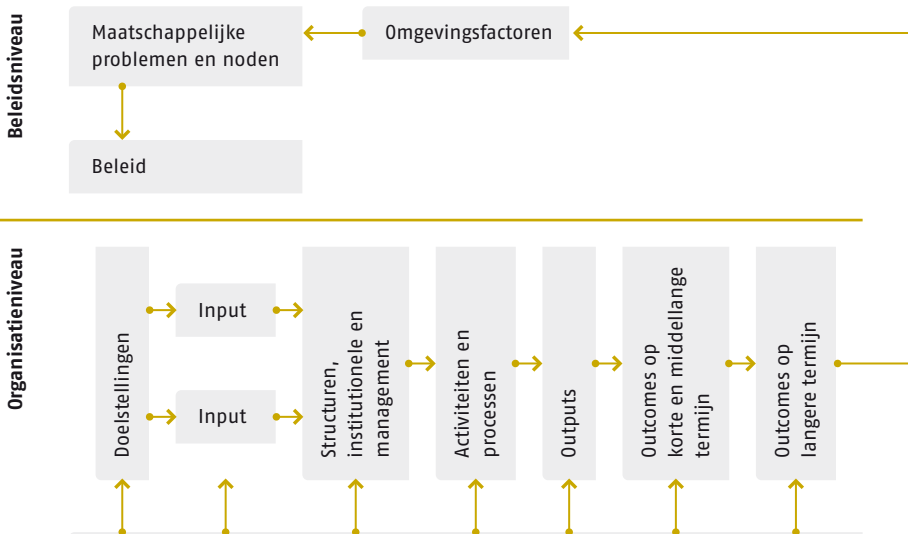 Beleidsniveau
Maatschappelijke
problemen en noden
Omgevingsfactoren
Beleid
Organisatieniveau
Doelstellingen
Input
Input
Structuren,
institutionele en
management
Activiteiten en
processen
Outputs
Outcomes op
korte en middellange
termijn
Outcomes op
langere termijn